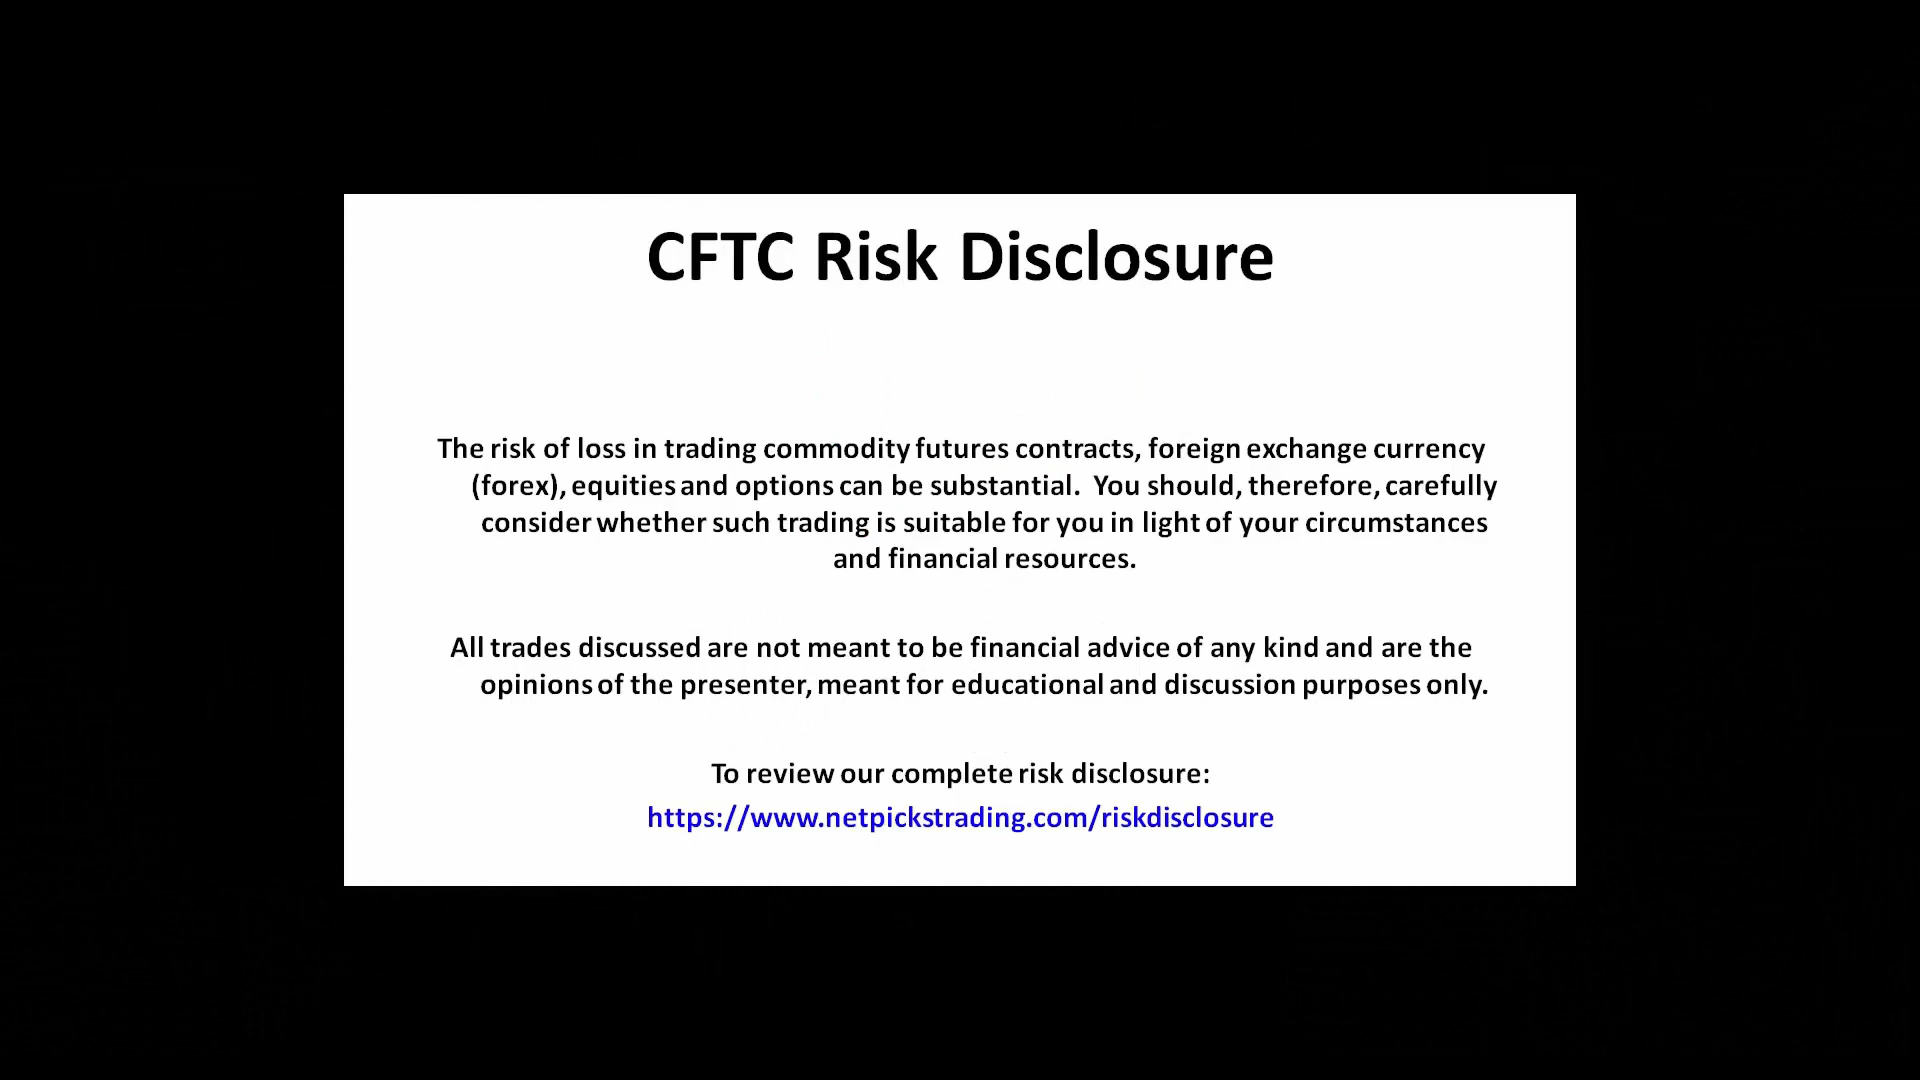 CFTC Risk Disclosure
The risk of loss in trading commodity futures contracts, foreign exchange currency
(forex), equities and options can be substantial.  You should, therefore, carefully
consider whether such trading is suitable for you in light of your circumstances
and financial resources.
All trades discussed are not meant to be financial advice of any kind and are the
opinions of the presenter, meant for educational and discussion purposes only.
To review our complete risk disclosure:
https://www.netpickstrading.com/riskdisclosure